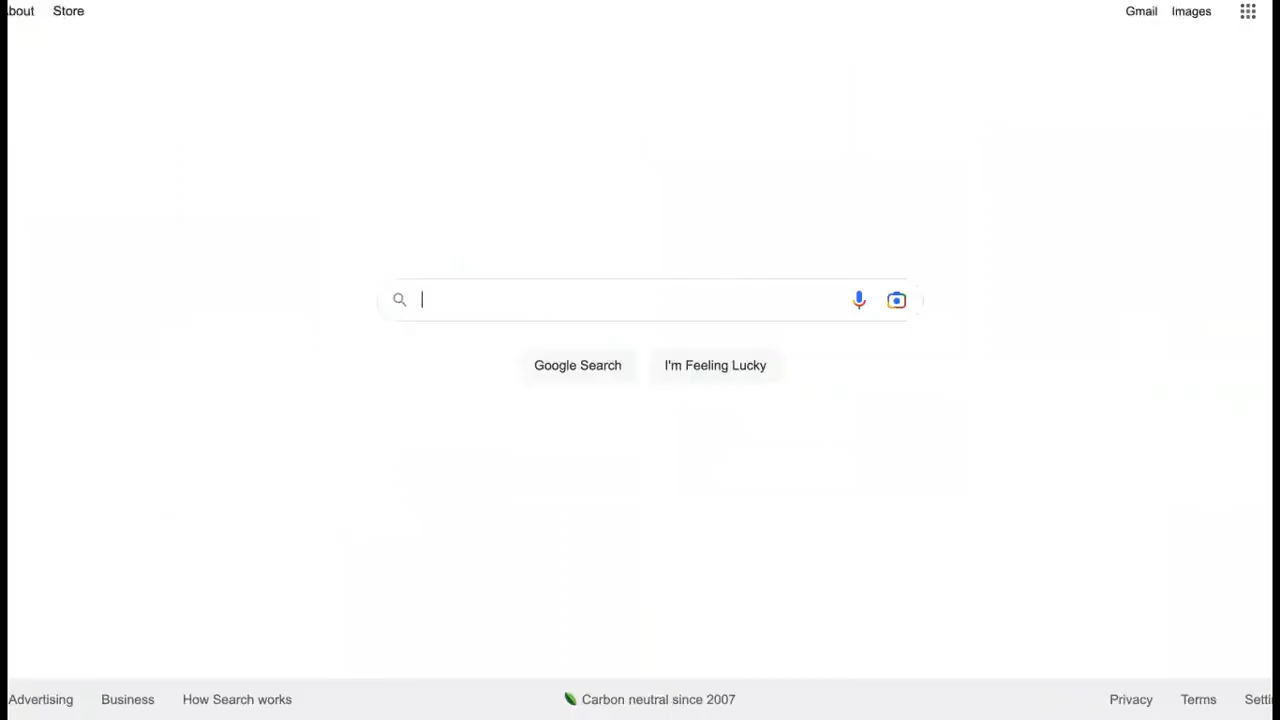 bout Store Gmail Images
Google Search I'm Feeling Lucky
Advertising Business How Search works Carbon neutral since 2007 Privacy Terms Setti